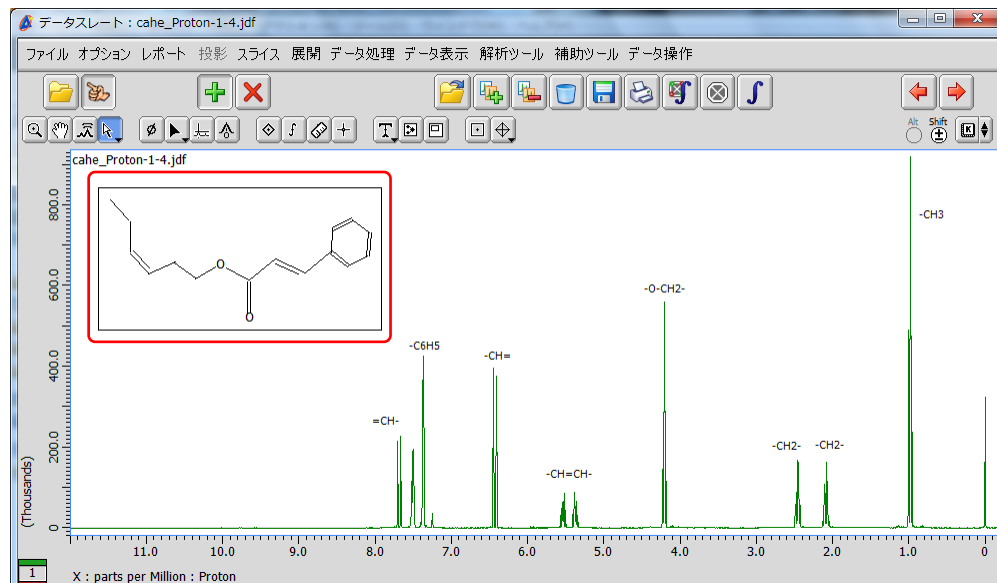 データスレート : cahe_Proton-1-4.jdf
ファイル オプション レポート 投影 スライス 展開 データ処理 データ表示 解析ツール 補助ツール データ操作
Alt Shift
cahe_Proton-1-4.jdf
-CH3
-O-CH2-
-C6H5
-CH=
=CH-
-CH=CH-
-CH2-
-CH2-
O
O
800.0
600.0
400.0
200.0
0
(Thousands)
11.0 10.0 9.0 8.0 7.0 6.0 5.0 4.0 3.0 2.0 1.0 0
1
X : parts per Million : Proton